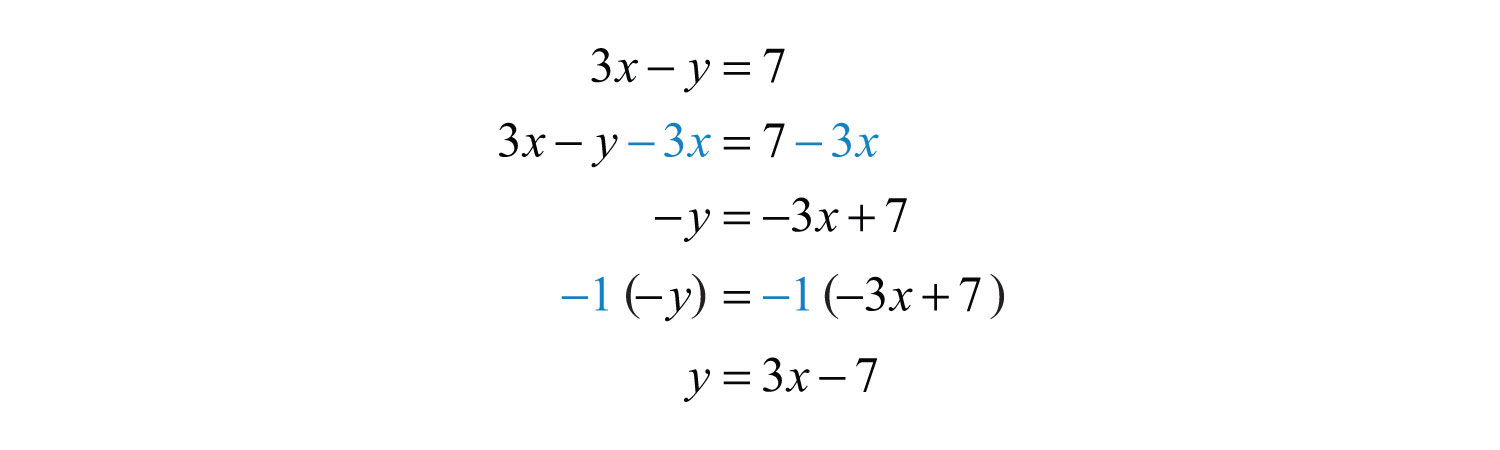 3x − y = 7
3x − y − 3x = 7 − 3x
−y = −3x + 7
−1 (−y) = −1 (−3x + 7)
y = 3x − 7